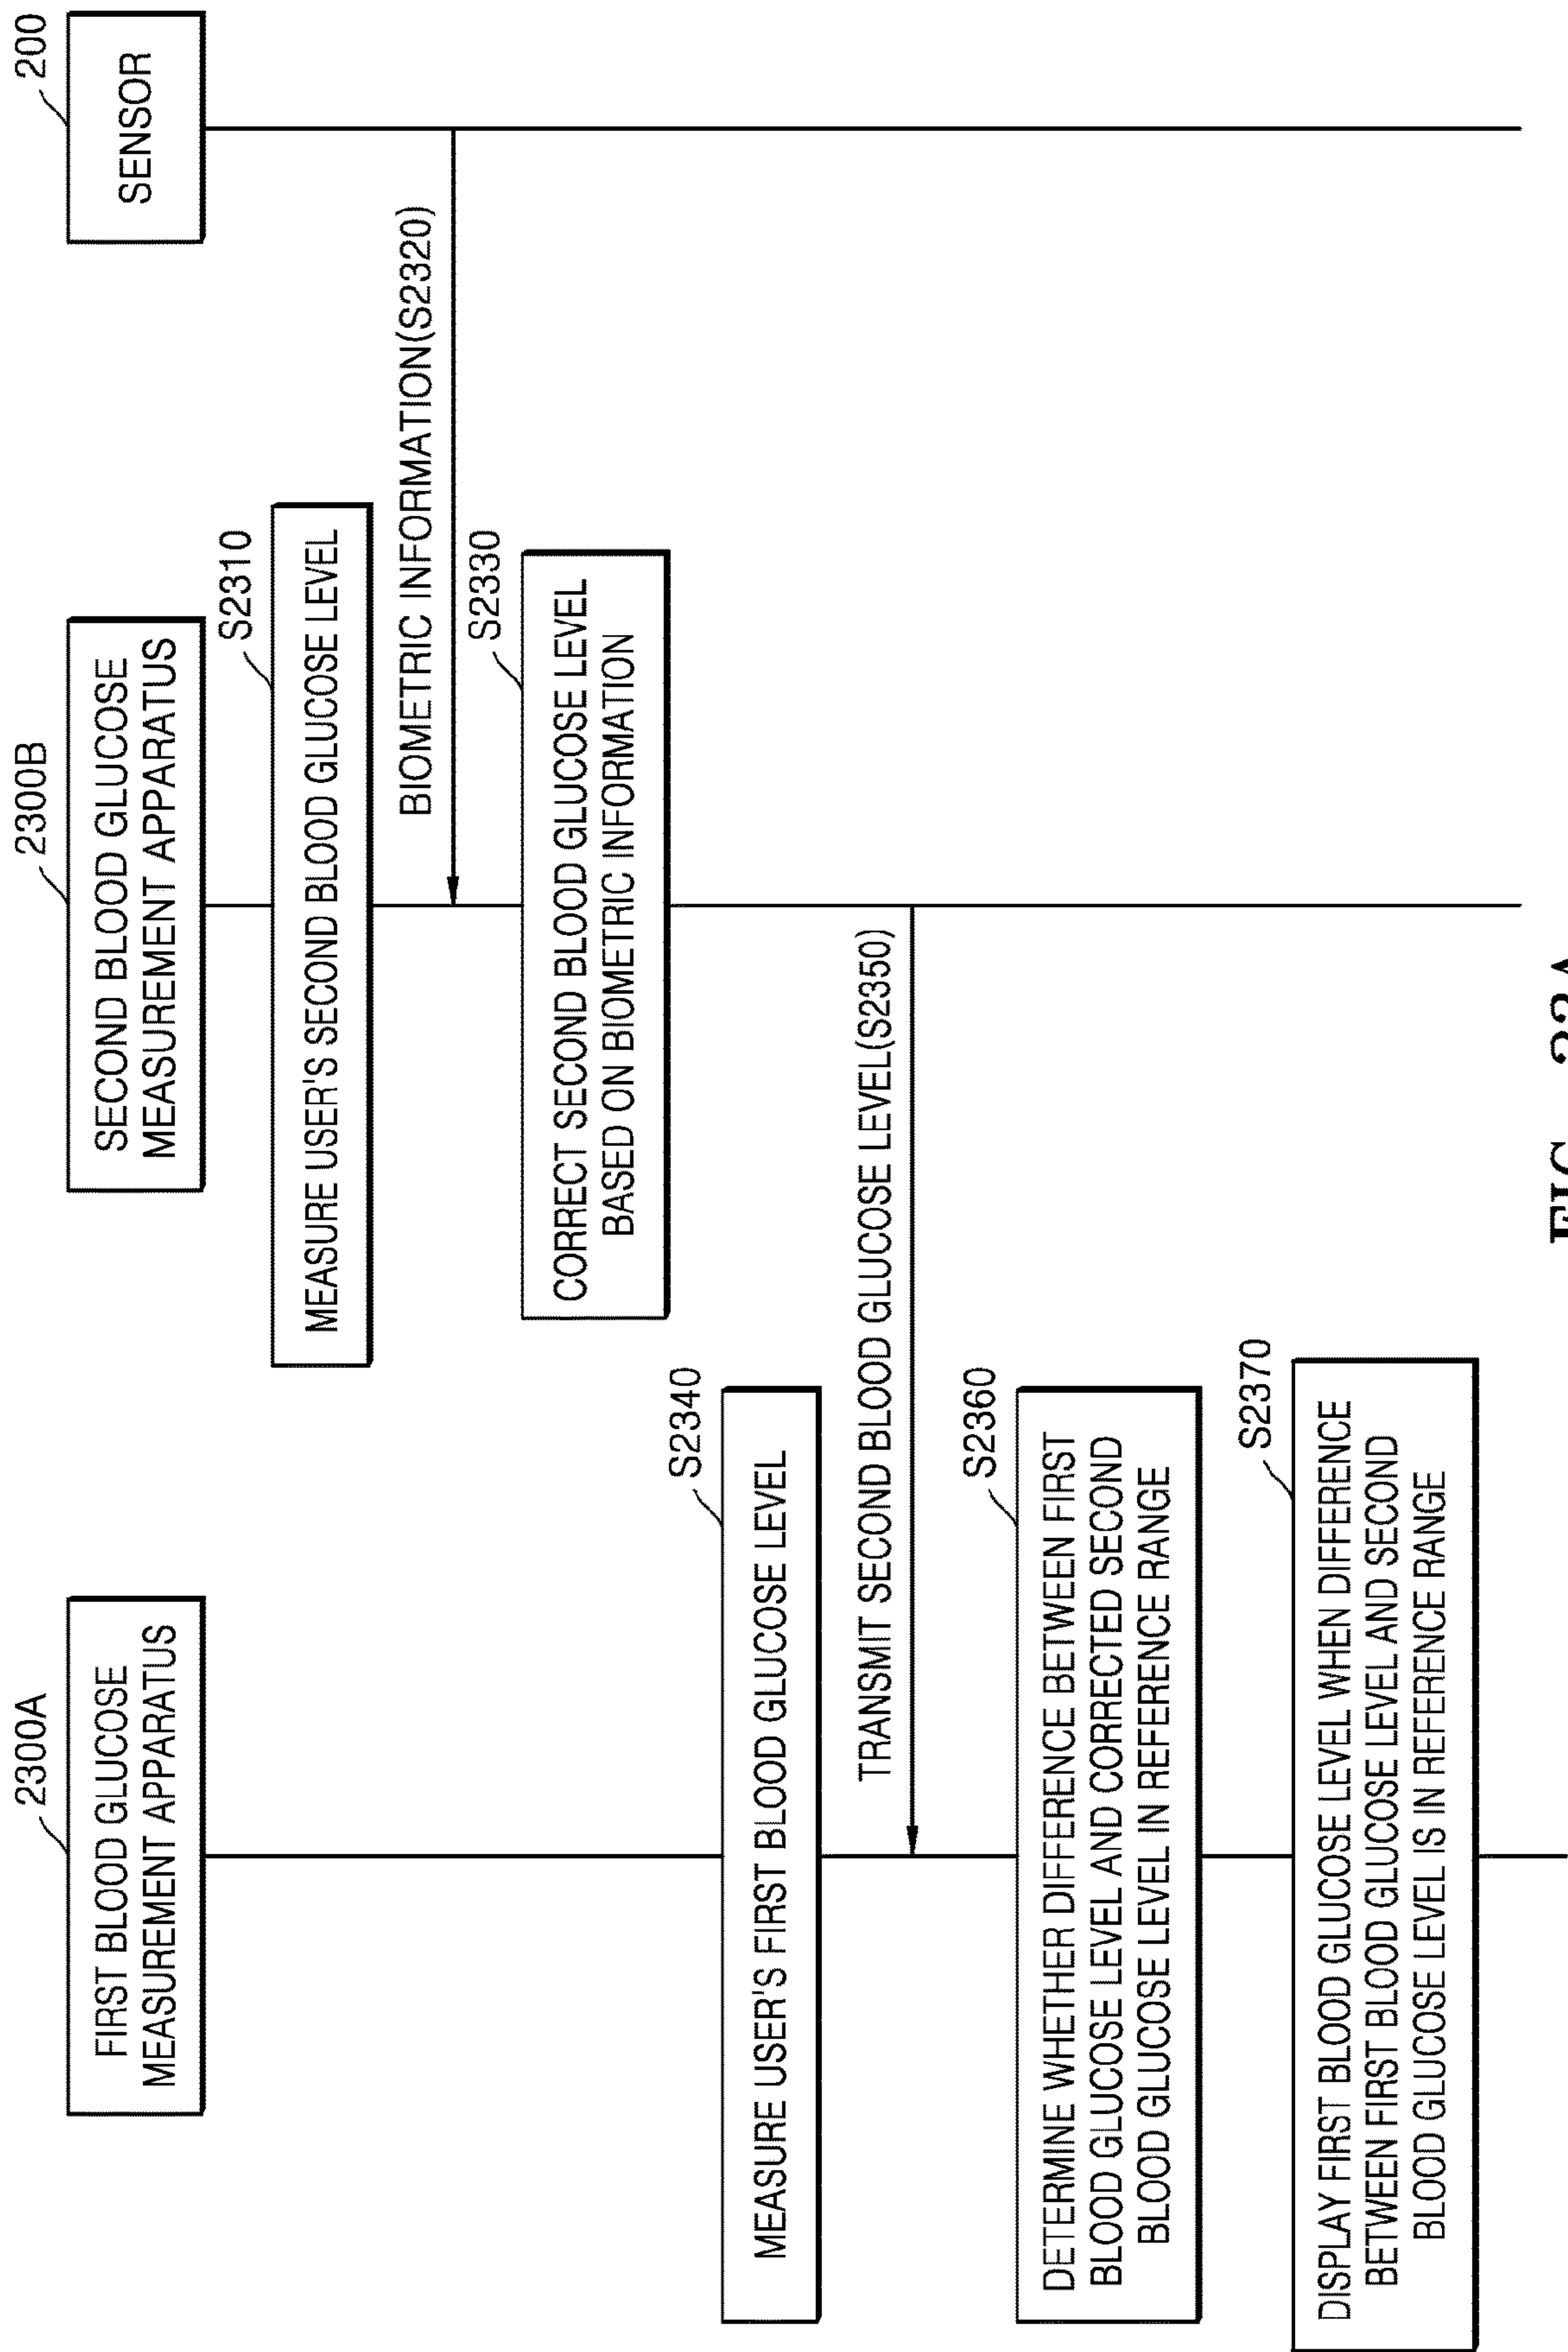 2300A
FIRST BLOOD GLUCOSE
MEASUREMENT APPARATUS
2300B
SECOND BLOOD GLUCOSE
MEASUREMENT APPARATUS
200
SENSOR
S2310
MEASURE USER'S SECOND BLOOD GLUCOSE LEVEL
BIOMETRIC INFORMATION(S2320)
S2330
CORRECT SECOND BLOOD GLUCOSE LEVEL
BASED ON BIOMETRIC INFORMATION
S2340
MEASURE USER'S FIRST BLOOD GLUCOSE LEVEL
TRANSMIT SECOND BLOOD GLUCOSE LEVEL(S2350)
S2360
DETERMINE WHETHER DIFFERENCE BETWEEN FIRST
BLOOD GLUCOSE LEVEL AND CORRECTED SECOND
BLOOD GLUCOSE LEVEL IN REFERENCE RANGE
S2370
DISPLAY FIRST BLOOD GLUCOSE LEVEL WHEN DIFFERENCE
BETWEEN FIRST BLOOD GLUCOSE LEVEL AND SECOND
BLOOD GLUCOSE LEVEL IS IN REFERENCE RANGE
FIG. 23A